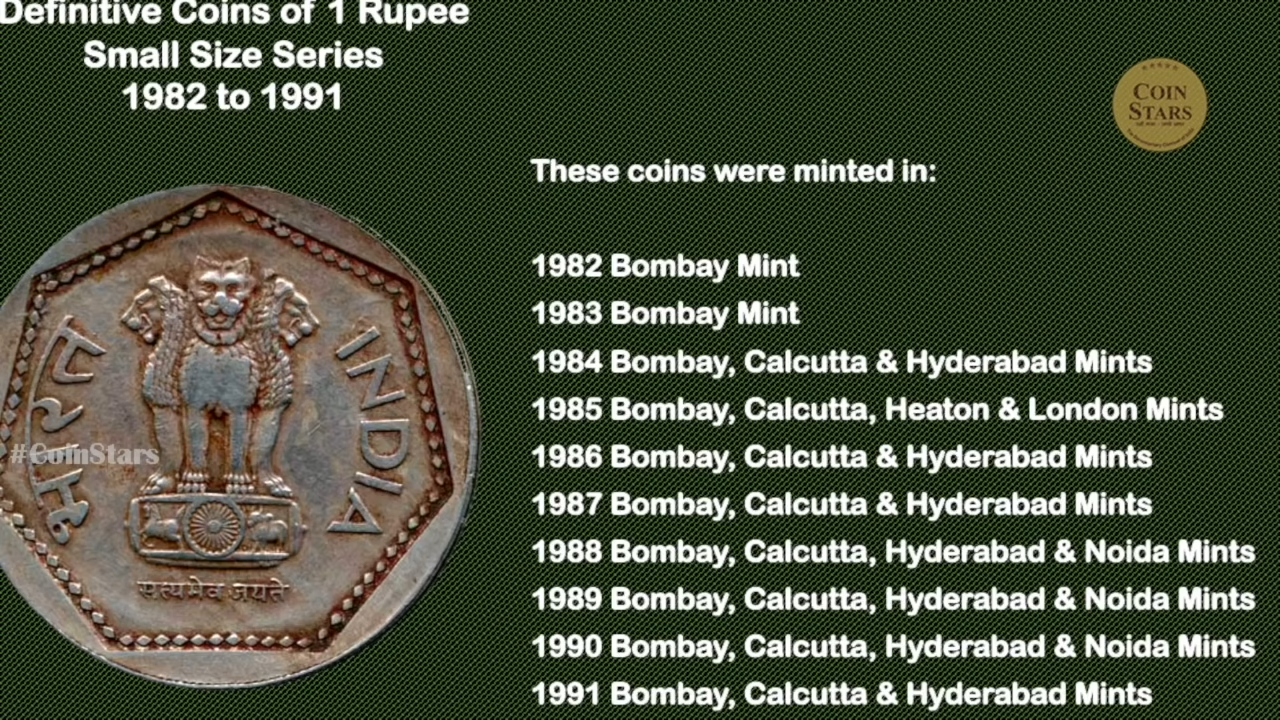 Definitive Coins of 1 Rupee
Small Size Series
1982 to 1991
COIN
STARS
These coins were minted in:
1982 Bombay Mint
1983 Bombay Mint
1984 Bombay, Calcutta & Hyderabad Mints
1985 Bombay, Calcutta, Heaton & London Mints
1986 Bombay, Calcutta & Hyderabad Mints
1987 Bombay, Calcutta & Hyderabad Mints
1988 Bombay, Calcutta, Hyderabad & Noida Mints
1989 Bombay, Calcutta, Hyderabad & Noida Mints
1990 Bombay, Calcutta, Hyderabad & Noida Mints
1991 Bombay, Calcutta & Hyderabad Mints
भारत
INDIA
#CoinStars
सत्यमेव जयते